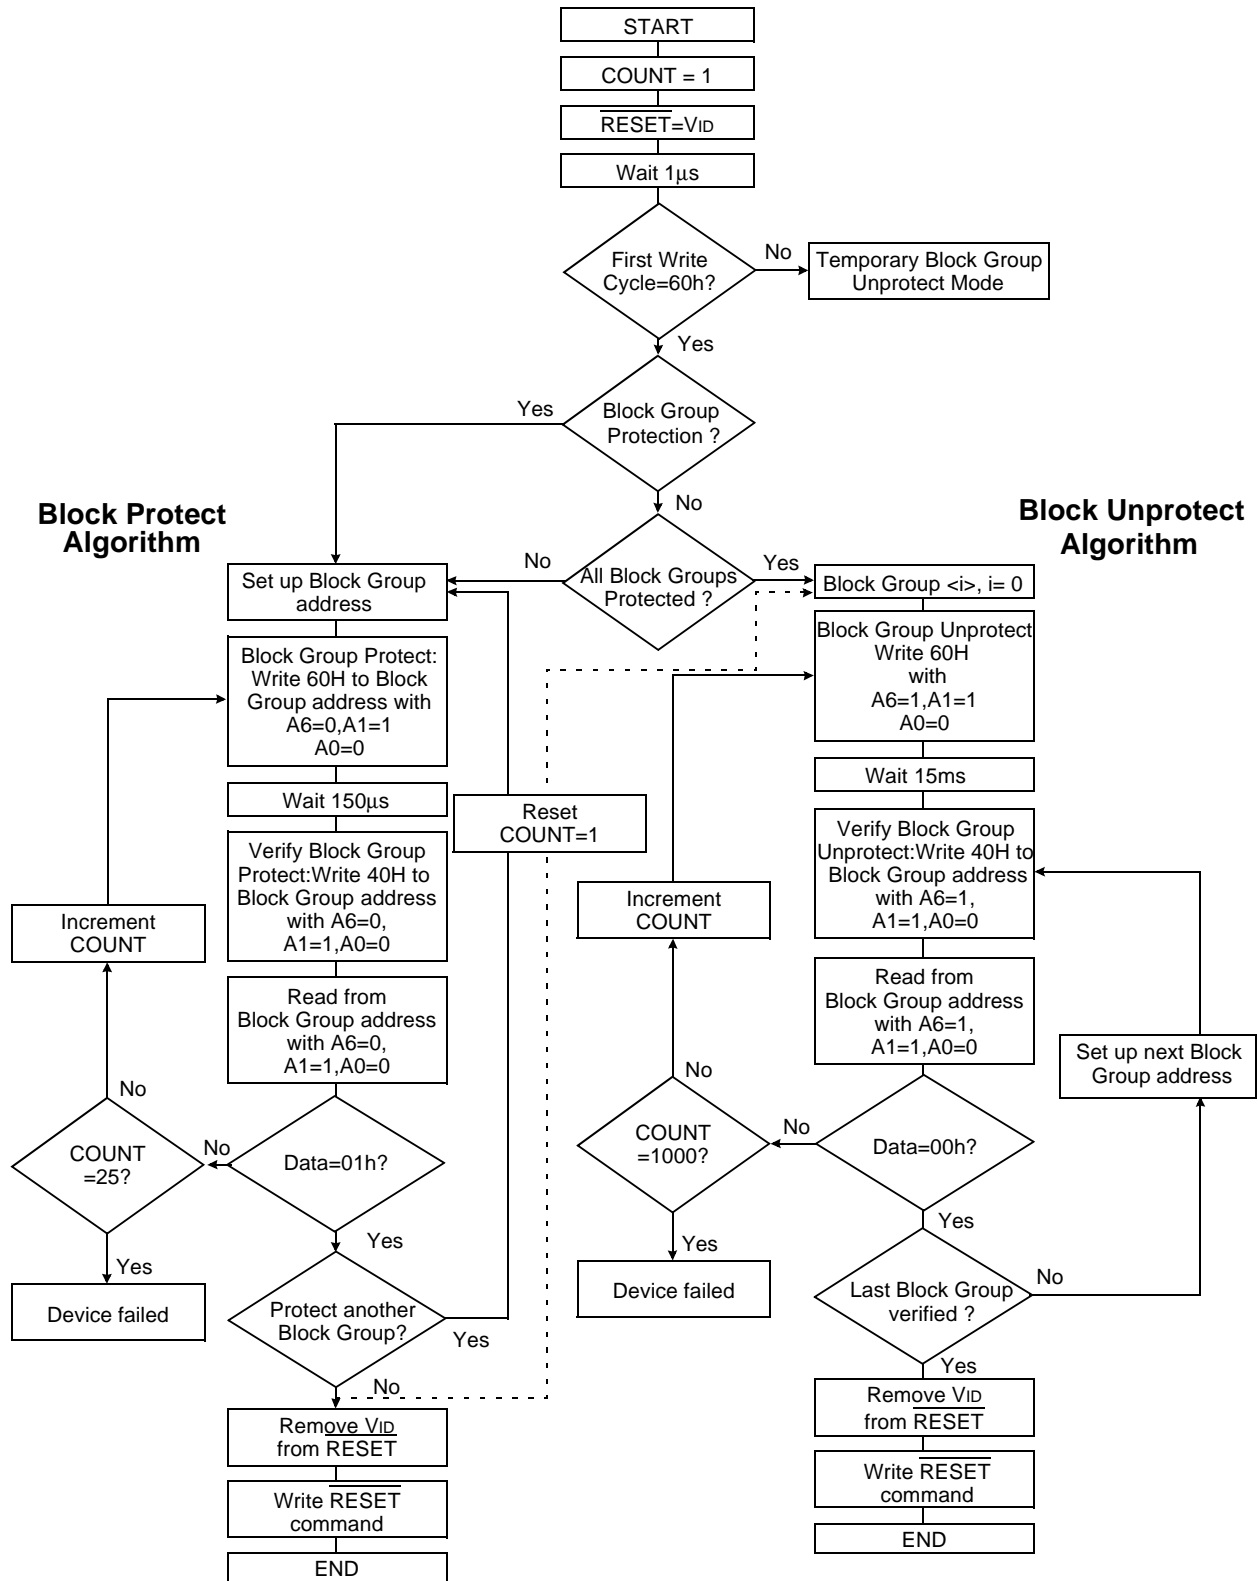 START
COUNT = 1
RESET=VID
Wait 1μs
First Write
Cycle=60h?
No
Temporary Block Group
Unprotect Mode
Yes
Block Group
Protection ?
Yes
No
Block Protect
Algorithm
Block Unprotect
Algorithm
All Block Groups
Protected ?
No
Yes
Set up Block Group
address
Block Group Protect:
Write 60H to Block
Group address with
A6=0,A1=1
A0=0
Wait 150μs
Reset
COUNT=1
Verify Block Group
Protect:Write 40H to
Block Group address
with A6=0,
A1=1,A0=0
Increment
COUNT
Read from
Block Group address
with A6=0,
A1=1,A0=0
No
COUNT
=25?
No
Data=01h?
Yes
Yes
Device failed
Protect another
Block Group?
Yes
No
Remove VID
from RESET
Write RESET
command
END
Block Group <i>, i= 0
Block Group Unprotect
Write 60H
with
A6=1,A1=1
A0=0
Wait 15ms
Verify Block Group
Unprotect:Write 40H to
Block Group address
with A6=1,
A1=1,A0=0
Increment
COUNT
Read from
Block Group address
with A6=1,
A1=1,A0=0
Set up next Block
Group address
No
COUNT
=1000?
No
Data=00h?
Yes
Yes
Device failed
Last Block Group
verified ?
No
Yes
Remove VID
from RESET
Write RESET
command
END